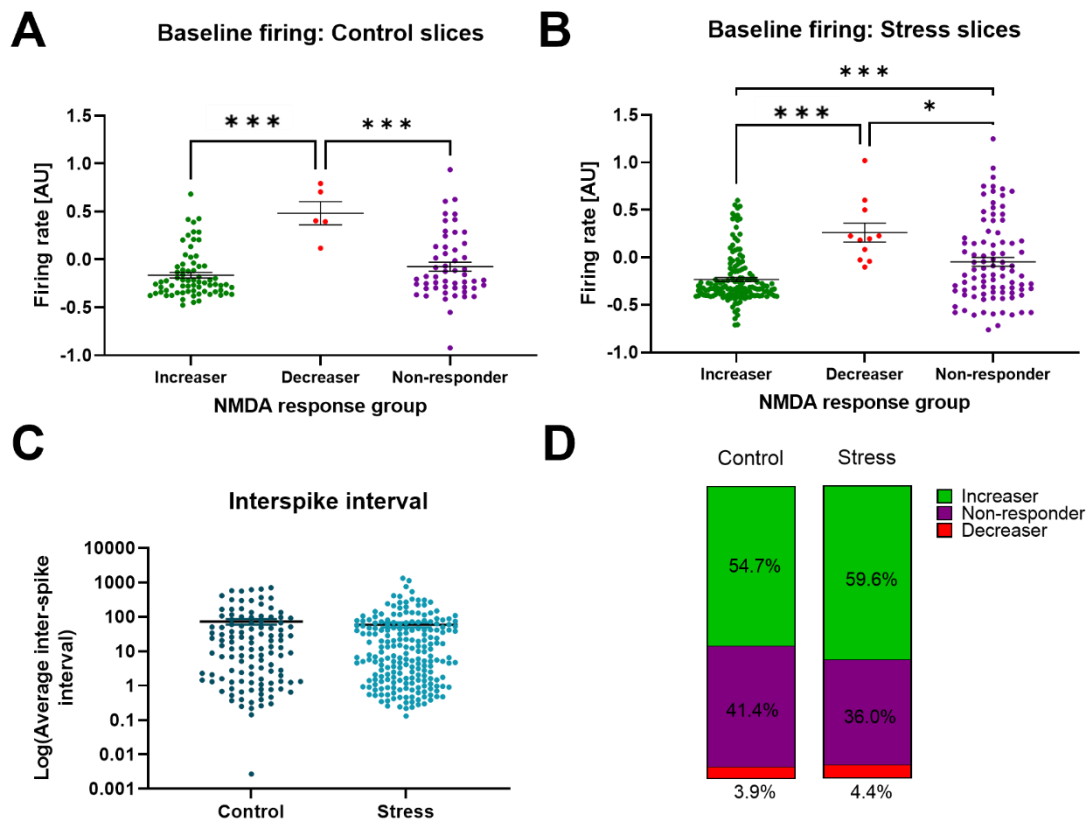 A
Baseline firing: Control slices
Firing rate [AU]
1.5
1.0
0.5
0.0
-0.5
-1.0
***
***
Increaser
Decreaser
Non-responder
NMDA response group
B
Baseline firing: Stress slices
Firing rate [AU]
1.5
1.0
0.5
0.0
-0.5
-1.0
***
***
*
Increaser
Decreaser
Non-responder
NMDA response group
C
Interspike interval
Log(Average inter-spike
interval)
10000
1000
100
10
1
0.1
0.01
0.001
Control
Stress
D
Control
Stress
54.7%
59.6%
41.4%
36.0%
3.9%
4.4%
Increaser
Non-responder
Decreaser